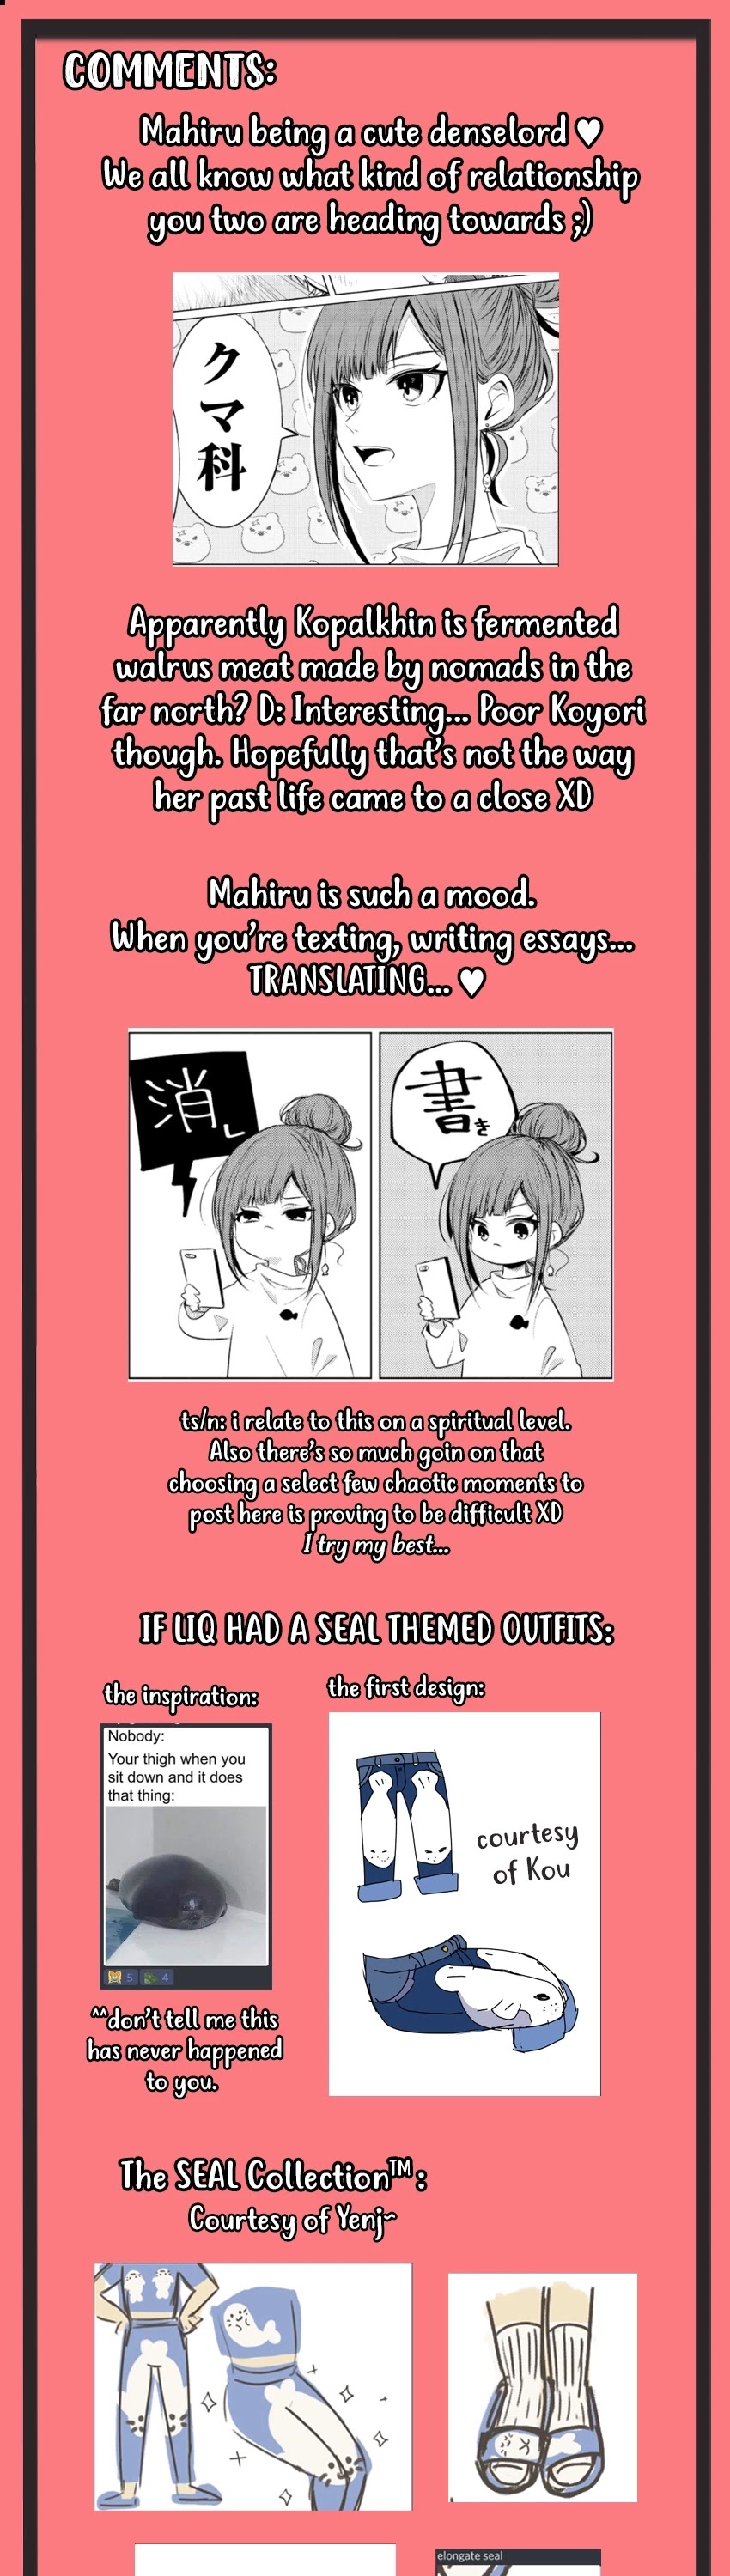 COMMENTS:
Mahiru being a cute denselord ♥
We all know what kind of relationship
you two are heading towards ;)
クマ科
Apparently Kopalkhin is fermented
walrus meat made by nomads in the
far north? D: Interesting... Poor Koyori
though. Hopefully that's not the way
her past life came to a close XD
Mahiru is such a mood.
When you're texting, writing essays...
TRANSLATING... ♥
消し
書き
ts/n: i relate to this on a spiritual level.
Also there's so much goin on that
choosing a select few chaotic moments to
post here is proving to be difficult XD
I try my best...
IF LIQ HAD A SEAL THEMED OUTFITS:
the inspiration:
Nobody:
Your thigh when you
sit down and it does
that thing:
5 4
^^don't tell me this
has never happened
to you.
the first design:
courtesy
of Kou
The SEAL Collection™:
Courtesy of Yenj~
elongate seal